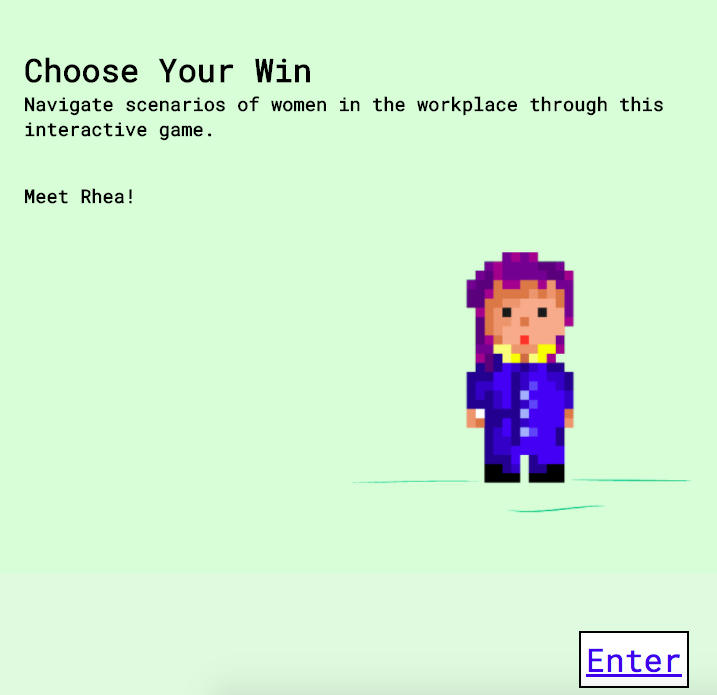 Choose Your Win
Navigate scenarios of women in the workplace through this
interactive game.
Meet Rhea!
Enter